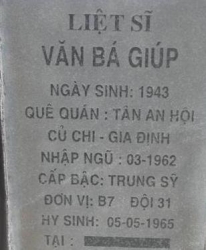 LIỆT SĨ
VĂN BÁ GIÚP
NGÀY SINH: 1943
QUÊ QUÁN : TÂN AN HỘI
CỦ CHI - GIA ĐỊNH
NHẬP NGŨ : 03-1962
CẤP BẬC: TRUNG SỸ
ĐƠN VỊ: B7 ĐỘI 31
HY SINH: 05-05-1965
TẠI :